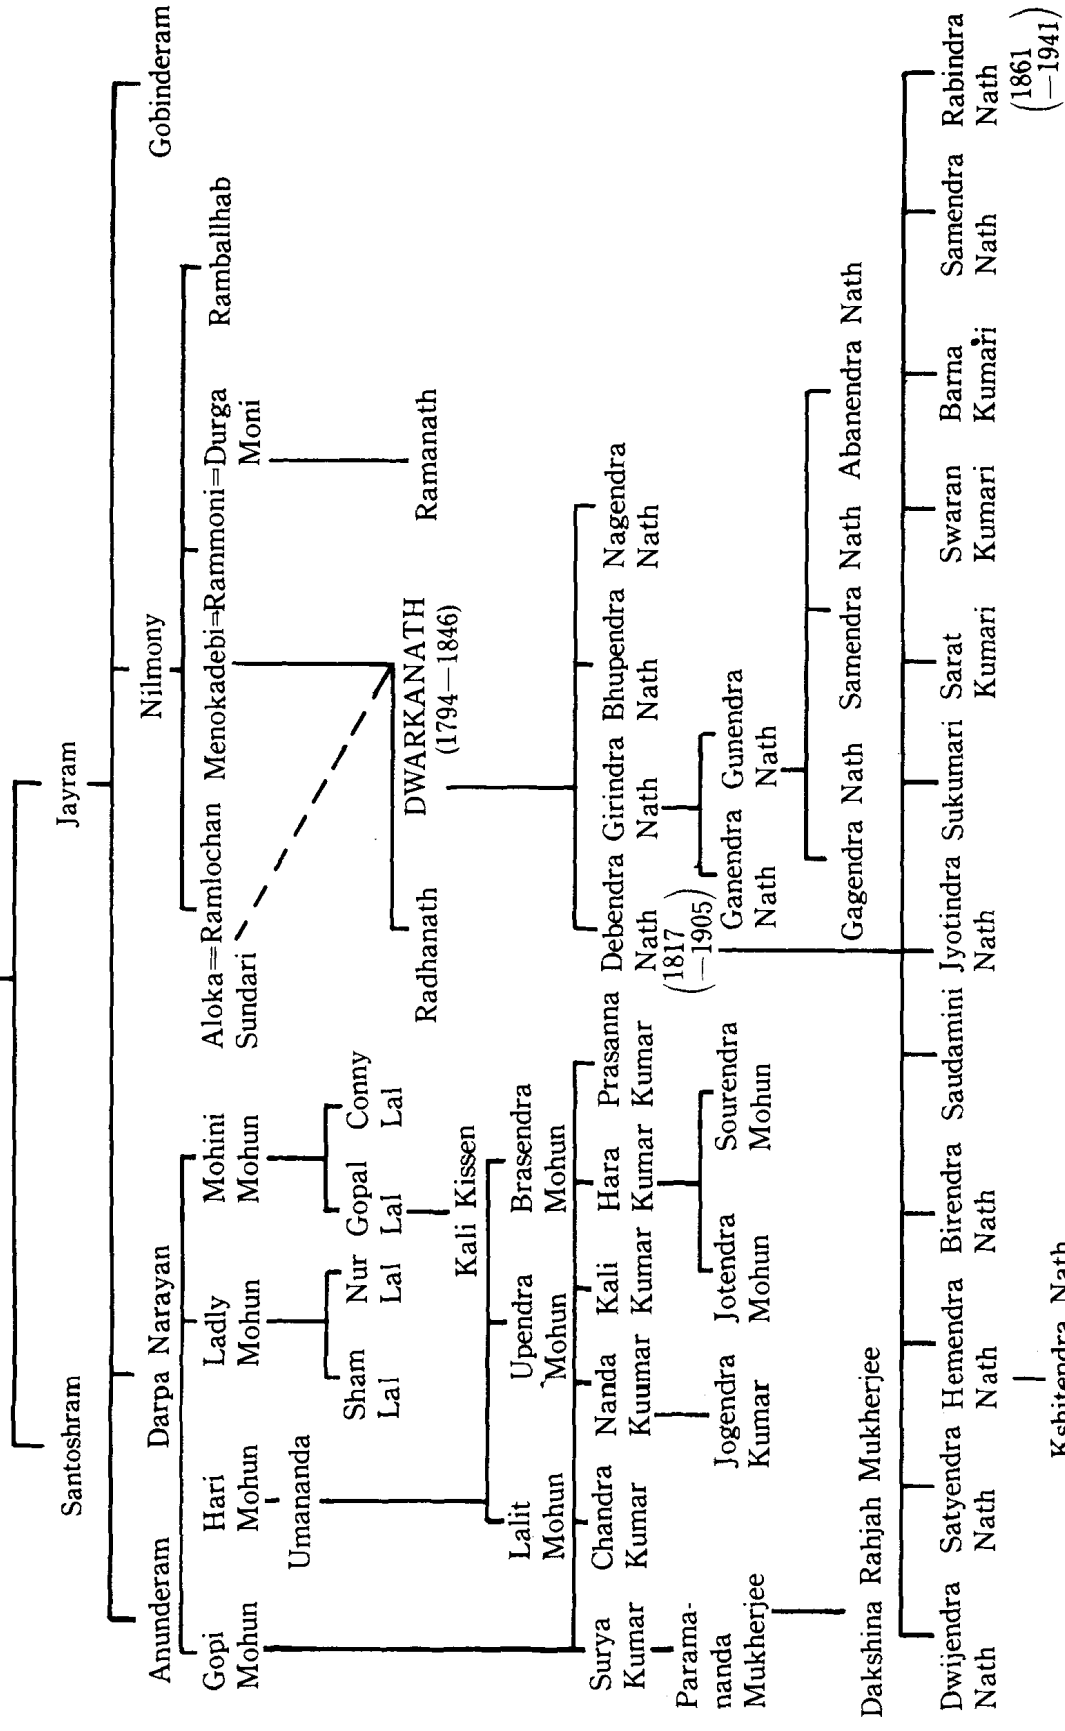 Santoshram
Jayram
Anunderam
Darpa Narayan
Nilmony
Gobinderam
Gopi
Mohun
Hari
Mohun
Ladly
Mohun
Mohini
Mohun
Aloka=Ramlochan
Sundari
Menokadebi=Rammoni=Durga
Moni
Ramballhab
Umananda
Sham
Lal
Nur
Lal
Gopal
Lal
Conny
Lal
Radhanath
DWARKANATH
(1794—1846)
Ramanath
Kali Kissen
Lalit
Mohun
Upendra
Mohun
Brasendra
Mohun
Surya
Kumar
Chandra
Kumar
Nanda
Kuumar
Kali
Kumar
Hara
Kumar
Prasanna
Kumar
Debendra
Nath
(1817
—1905)
Girindra
Nath
Bhupendra
Nath
Nagendra
Nath
Parama-
nanda
Mukherjee
Jogendra
Kumar
Jotendra
Mohun
Sourendra
Mohun
Ganendra
Nath
Gunendra
Nath
Dakshina Rahjah Mukherjee
Gagendra Nath
Samendra Nath
Abanendra Nath
Dwijendra
Nath
Satyendra
Nath
Hemendra
Nath
Birendra
Nath
Saudamini
Jyotindra
Nath
Sukumari
Sarat
Kumari
Swaran
Kumari
Barna
Kumari
Samendra
Nath
Rabindra
Nath
(1861
—1941)
Kshitendra Nath